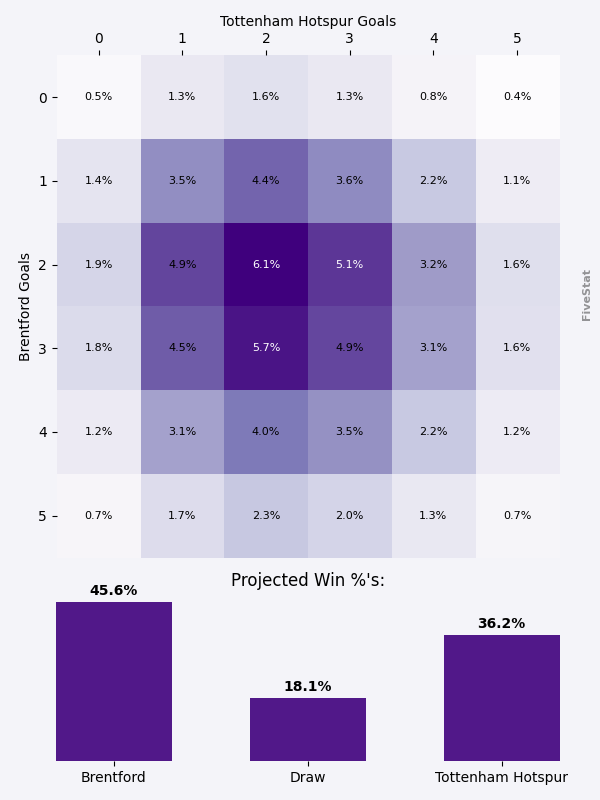 Tottenham Hotspur Goals
0 1 2 3 4 5
0 0.5% 1.3% 1.6% 1.3% 0.8% 0.4%
1 1.4% 3.5% 4.4% 3.6% 2.2% 1.1%
2 1.9% 4.9% 6.1% 5.1% 3.2% 1.6%
3 1.8% 4.5% 5.7% 4.9% 3.1% 1.6%
4 1.2% 3.1% 4.0% 3.5% 2.2% 1.2%
5 0.7% 1.7% 2.3% 2.0% 1.3% 0.7%
Brentford Goals
FiveStat
Projected Win %'s:
45.6% 18.1% 36.2%
Brentford Draw Tottenham Hotspur